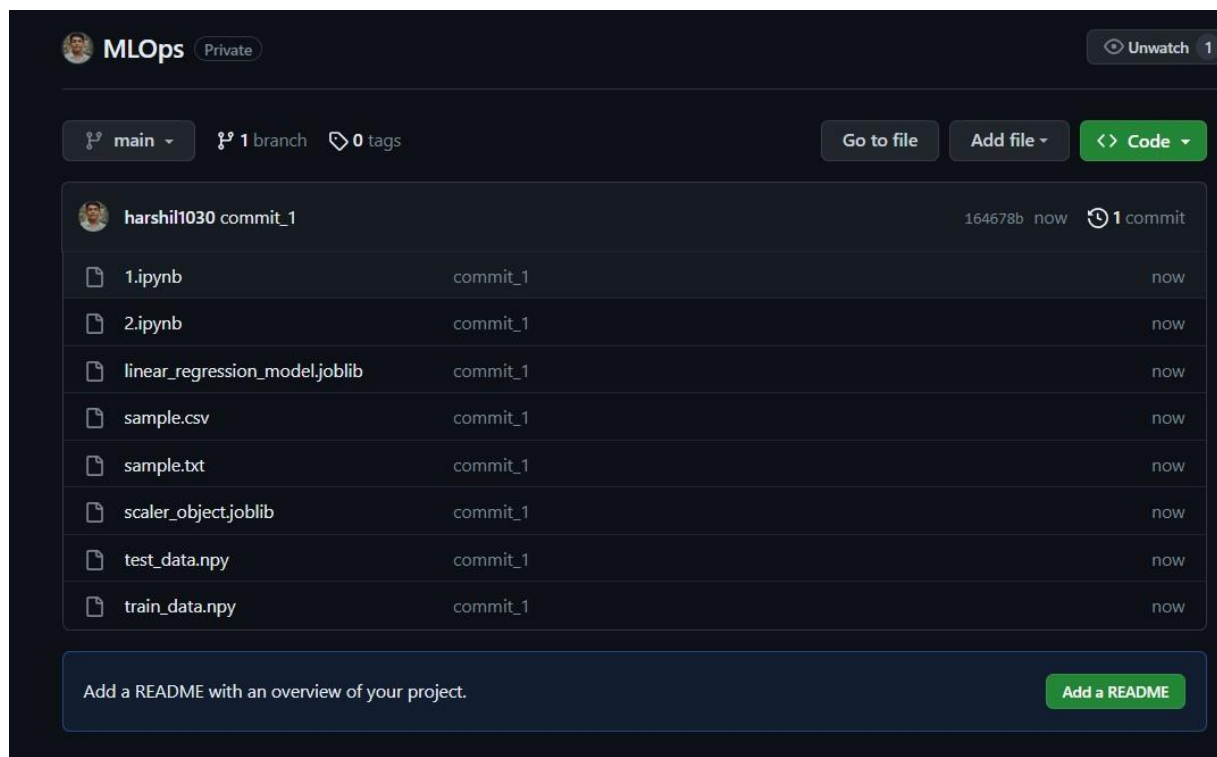 MLOps Private Unwatch 1
main 1 branch 0 tags Go to file Add file Code
harshil1030 commit_1 164678b now 1 commit
1.ipynb commit_1 now
2.ipynb commit_1 now
linear_regression_model.joblib commit_1 now
sample.csv commit_1 now
sample.txt commit_1 now
scaler_object.joblib commit_1 now
test_data.npy commit_1 now
train_data.npy commit_1 now
Add a README with an overview of your project. Add a README